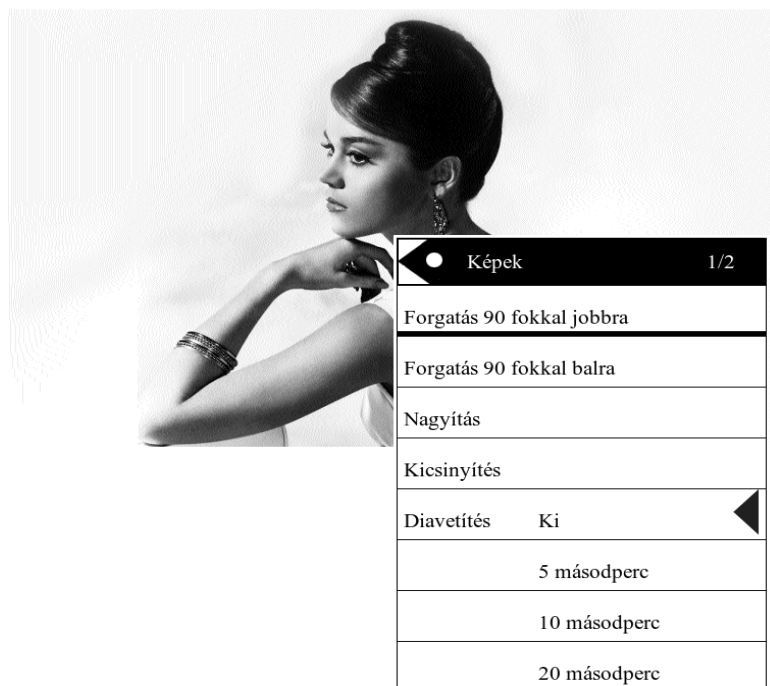 Képek 1/2
Forgatás 90 fokkal jobbra
Forgatás 90 fokkal balra
Nagyítás
Kicsinyítés
Diavetítés Ki
5 másodperc
10 másodperc
20 másodperc